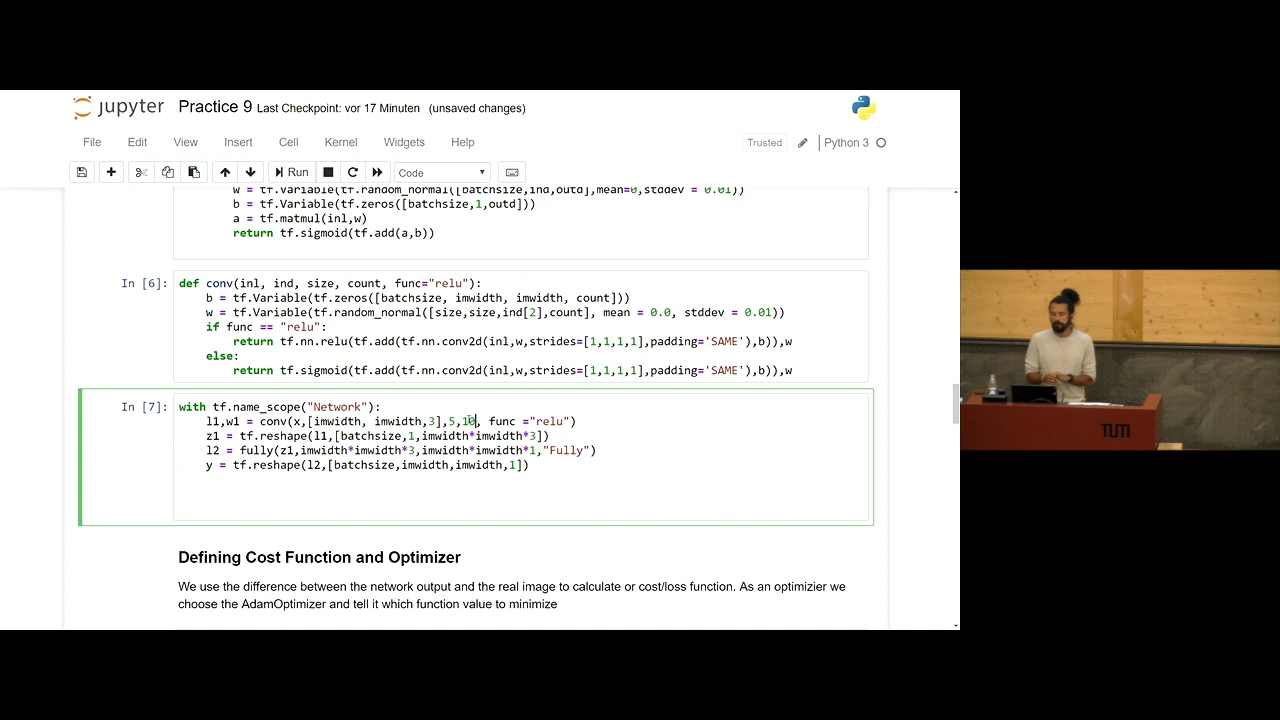 jupyter Practice 9 Last Checkpoint: vor 17 Minuten (unsaved changes)
File Edit View Insert Cell Kernel Widgets Help Trusted Python 3
Run Code
w = tf.Variable(tf.random_normal([batchsize,ind,outd],mean=0,stddev = 0.01))
b = tf.Variable(tf.zeros([batchsize,1,outd]))
a = tf.matmul(inl,w)
return tf.sigmoid(tf.add(a,b))
In [6]: def conv(inl, ind, size, count, func="relu"):
b = tf.Variable(tf.zeros([batchsize, imwidth, imwidth, count]))
w = tf.Variable(tf.random_normal([size,size,ind[2],count], mean = 0.0, stddev = 0.01))
if func == "relu":
return tf.nn.relu(tf.add(tf.nn.conv2d(inl,w,strides=[1,1,1,1],padding='SAME'),b)),w
else:
return tf.sigmoid(tf.add(tf.nn.conv2d(inl,w,strides=[1,1,1,1],padding='SAME'),b)),w
In [7]: with tf.name_scope("Network"):
l1,w1 = conv(x,[imwidth, imwidth,3],5,10, func ="relu")
z1 = tf.reshape(l1,[batchsize,1,imwidth*imwidth*3])
l2 = fully(z1,imwidth*imwidth*3,imwidth*imwidth*1,"Fully")
y = tf.reshape(l2,[batchsize,imwidth,imwidth,1])
Defining Cost Function and Optimizer
We use the difference between the network output and the real image to calculate or cost/loss function. As an optimizier we
choose the AdamOptimizer and tell it which function value to minimize
TUM